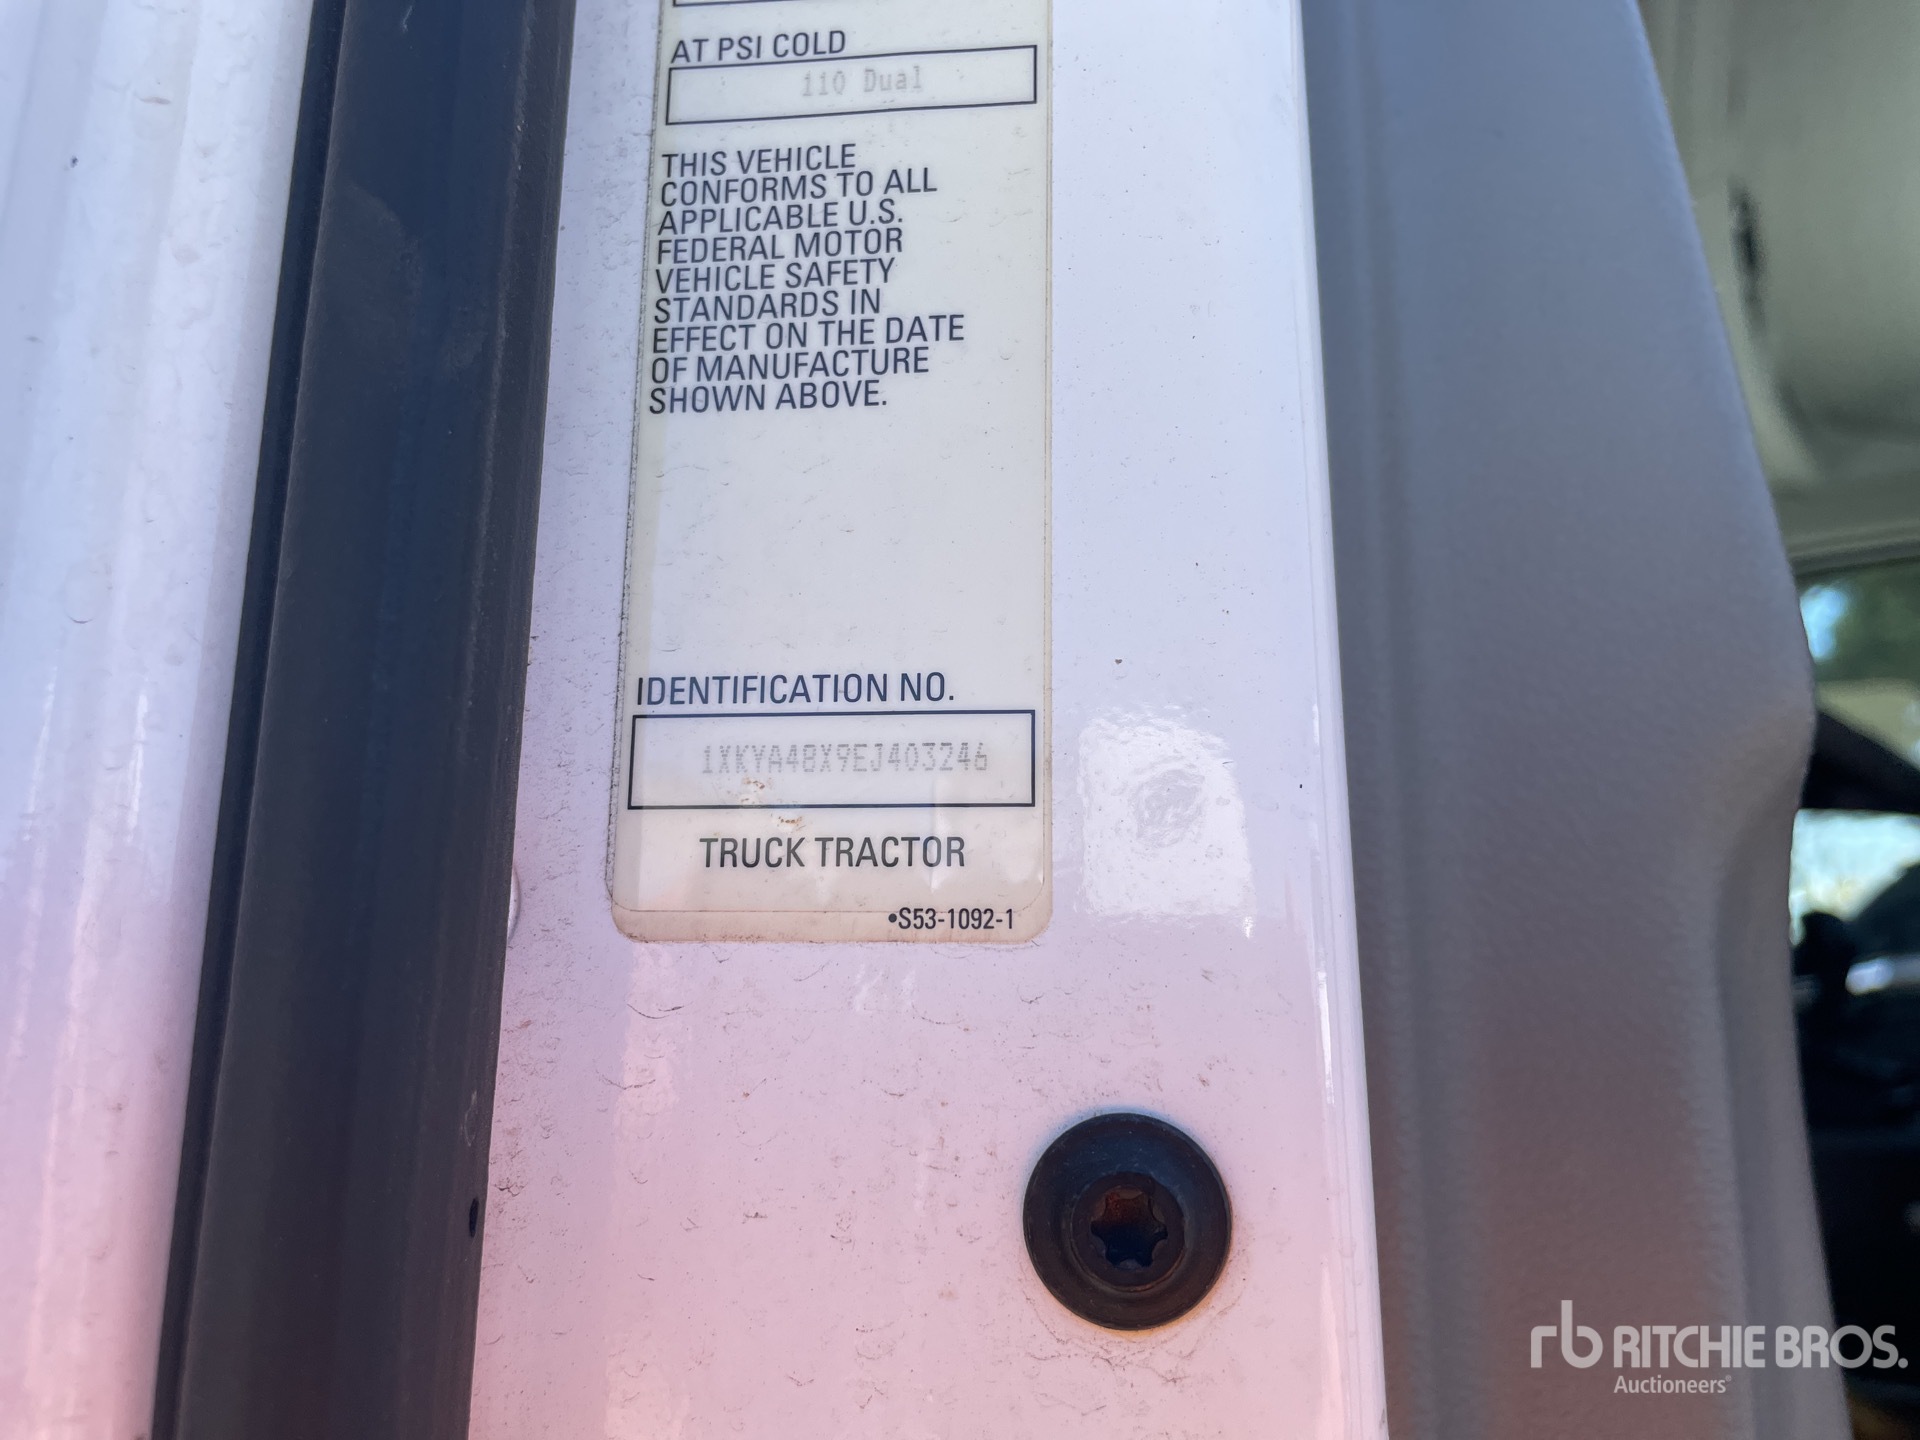 AT PSI COLD
110 Dual
THIS VEHICLE
CONFORMS TO ALL
APPLICABLE U.S.
FEDERAL MOTOR
VEHICLE SAFETY
STANDARDS IN
EFFECT ON THE DATE
OF MANUFACTURE
SHOWN ABOVE.
IDENTIFICATION NO.
1XKYA48X9EJ403246
TRUCK TRACTOR
•S53-1092-1
rb RITCHIE BROS.
Auctioneers